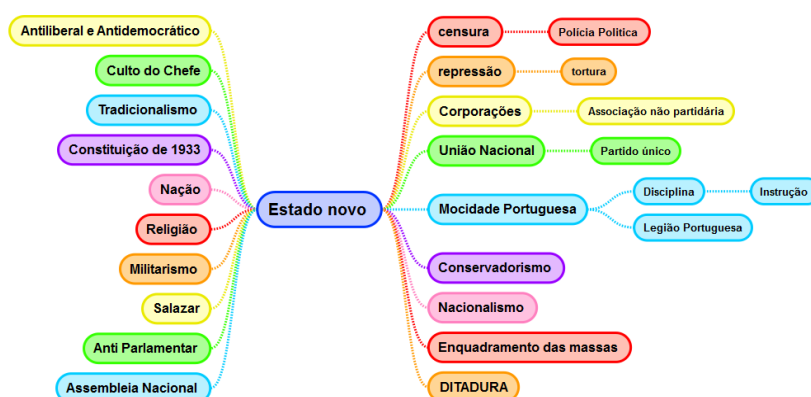 Antiliberal e Antidemocrático
Culto do Chefe
Tradicionalismo
Constituição de 1933
Nação
Religião
Militarismo
Salazar
Anti Parlamentar
Assembleia Nacional
Estado novo
censura
Polícia Politica
repressão
tortura
Corporações
Associação não partidária
União Nacional
Partido único
Mocidade Portuguesa
Disciplina
Instrução
Legião Portuguesa
Conservadorismo
Nacionalismo
Enquadramento das massas
DITADURA